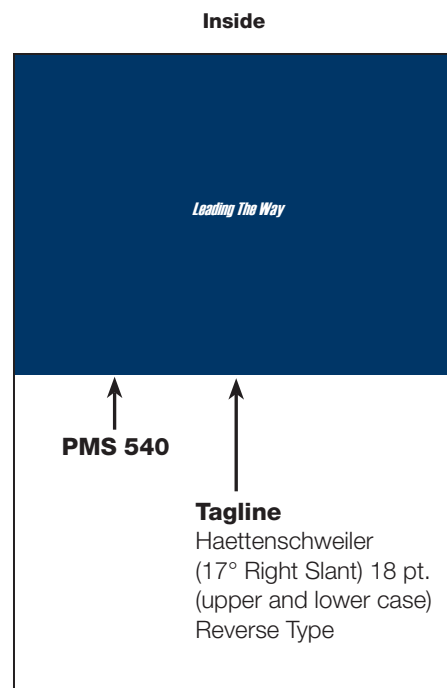 Inside
Leading The Way
PMS 540
Tagline
Haettenschweiler
(17° Right Slant) 18 pt.
(upper and lower case)
Reverse Type